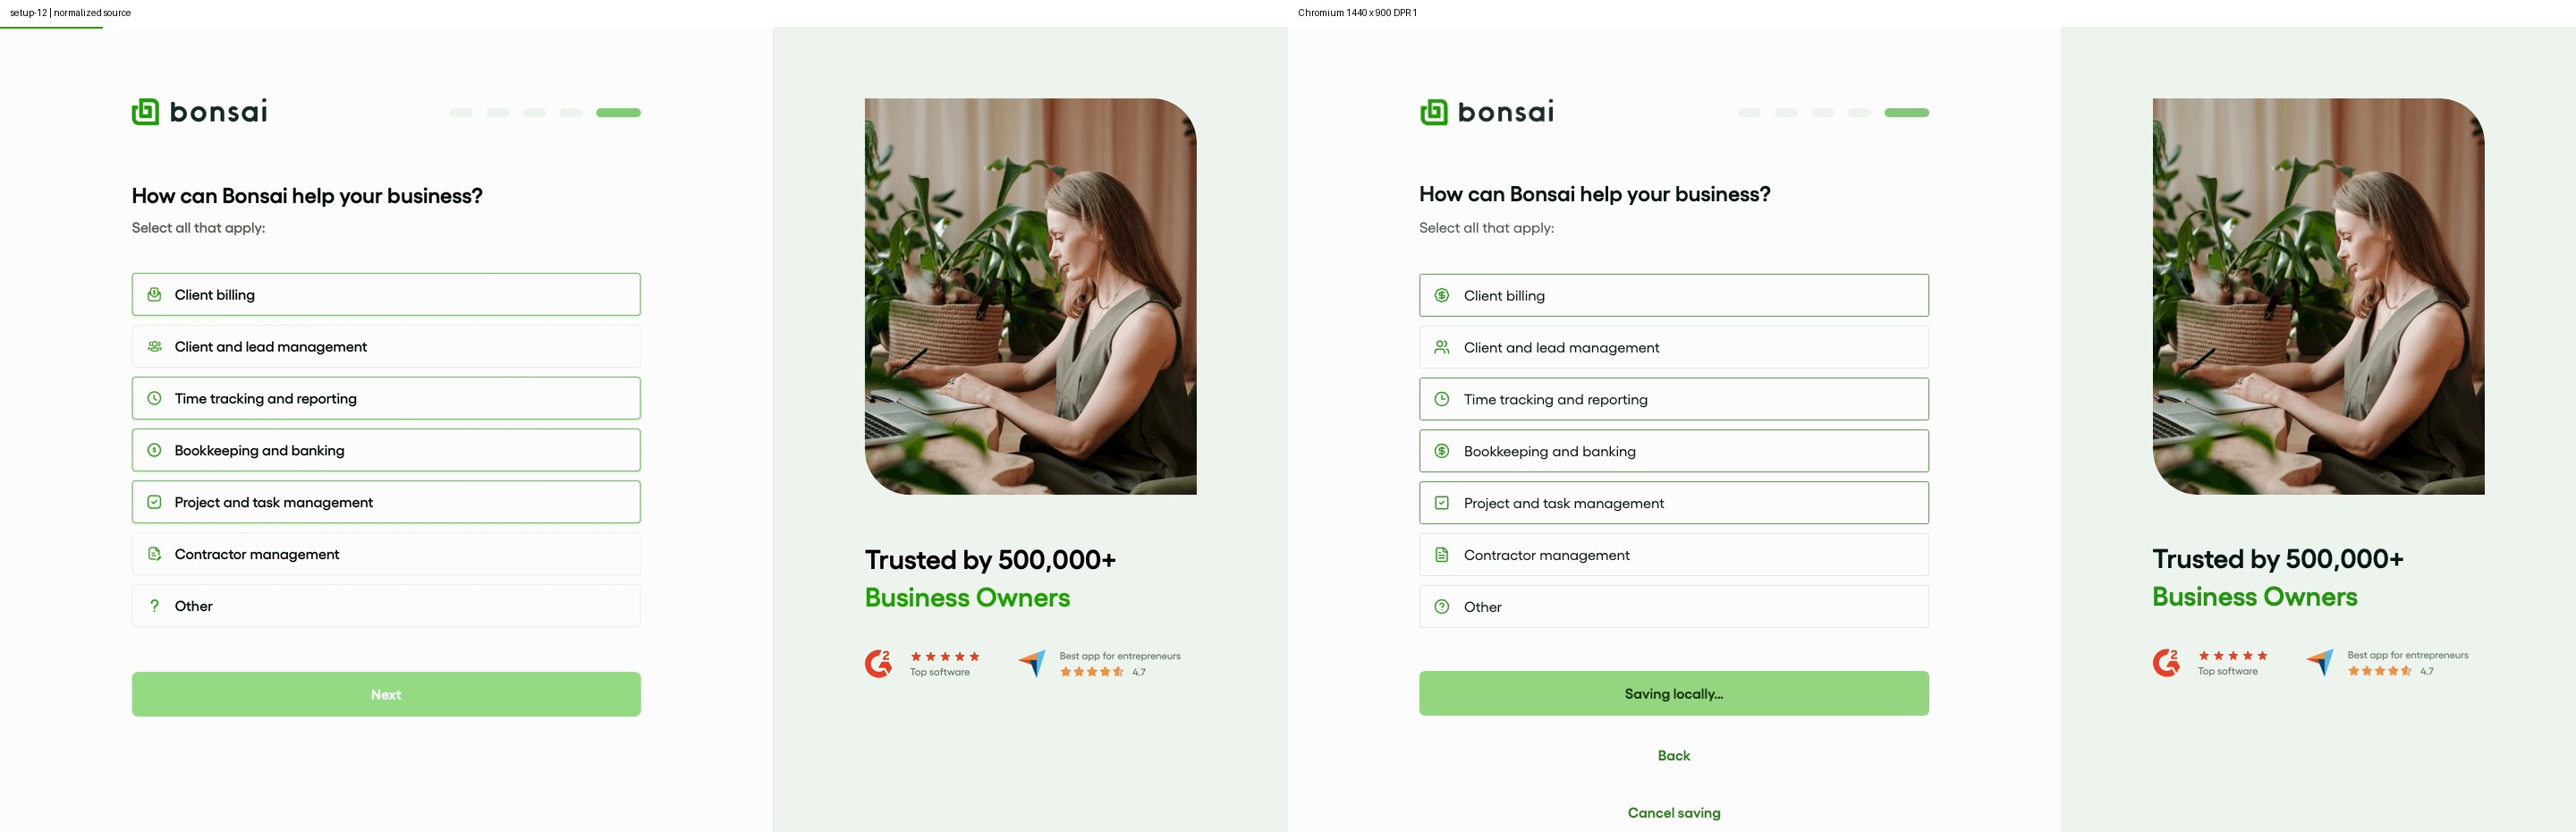 setup-12 | normalized source
bonsai
How can Bonsai help your business?
Select all that apply:
Client billing
Client and lead management
Time tracking and reporting
Bookkeeping and banking
Project and task management
Contractor management
Other
Next
Trusted by 500,000+
Business Owners
G2
Top software
Best app for entrepreneurs
4.7
Chromium 1440 x 900 DPR 1
bonsai
How can Bonsai help your business?
Select all that apply:
Client billing
Client and lead management
Time tracking and reporting
Bookkeeping and banking
Project and task management
Contractor management
Other
Saving locally...
Back
Cancel saving
Trusted by 500,000+
Business Owners
G2
Top software
Best app for entrepreneurs
4.7